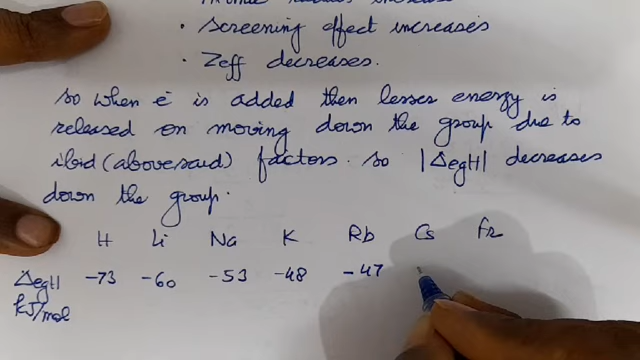 • Screening effect increases
• Zeff decreases.
so when e⁻ is added then lesser energy is
released on moving down the group due to
ibid (above said) factors. so |ΔegH| decreases
down the group.
H Li Na K Rb Cs Fr
ΔegH -73 -60 -53 -48 -47
kJ/mol